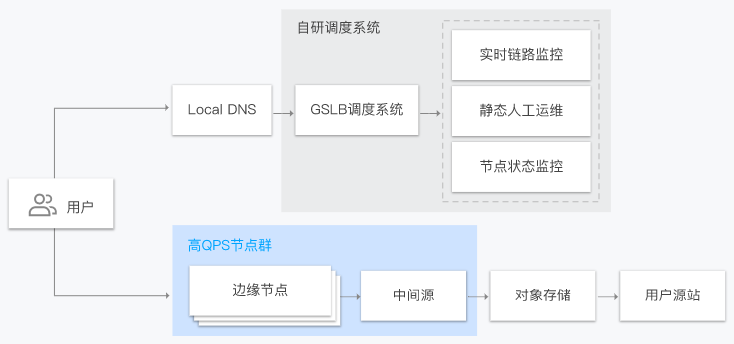 自研调度系统
实时链路监控
Local DNS
GSLB调度系统
静态人工运维
节点状态监控
用户
高QPS节点群
边缘节点
中间源
对象存储
用户源站